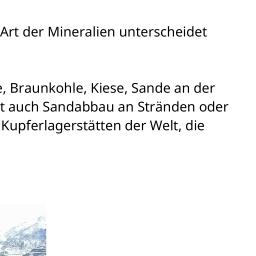 Art der Mineralien unterscheidet
, Braunkohle, Kiese, Sande an der
t auch Sandabbau an Stränden oder
Kupferlagerstätten der Welt, die